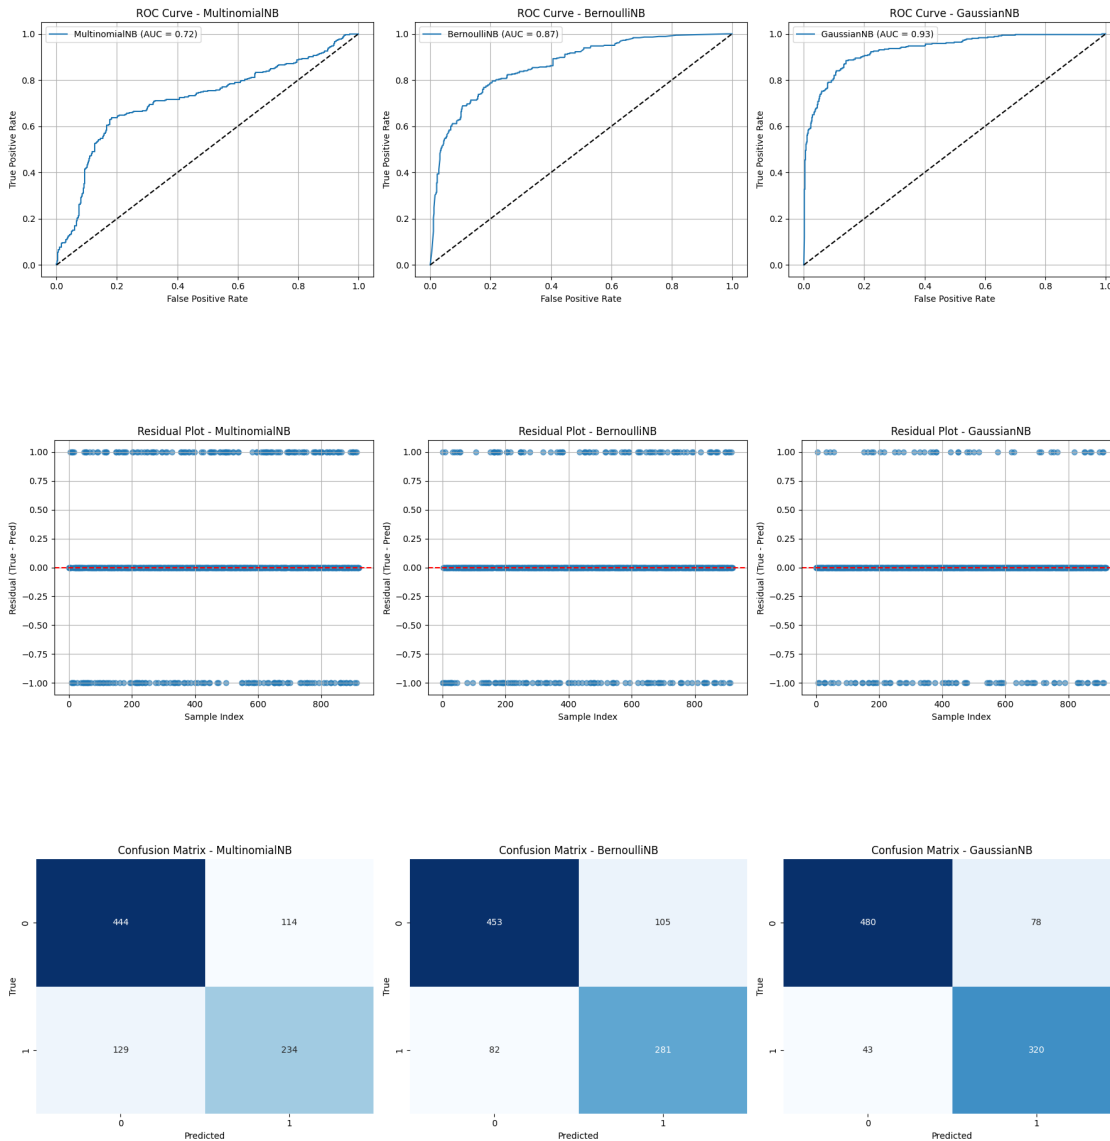 ROC Curve - MultinomialNB
MultinomialNB (AUC = 0.72)
True Positive Rate
1.0
0.8
0.6
0.4
0.2
0.0
0.0 0.2 0.4 0.6 0.8 1.0
False Positive Rate
ROC Curve - BernoulliNB
BernoulliNB (AUC = 0.87)
True Positive Rate
1.0
0.8
0.6
0.4
0.2
0.0
0.0 0.2 0.4 0.6 0.8 1.0
False Positive Rate
ROC Curve - GaussianNB
GaussianNB (AUC = 0.93)
True Positive Rate
1.0
0.8
0.6
0.4
0.2
0.0
0.0 0.2 0.4 0.6 0.8 1.0
False Positive Rate
Residual Plot - MultinomialNB
Residual (True - Pred)
1.00
0.75
0.50
0.25
0.00
−0.25
−0.50
−0.75
−1.00
0 200 400 600 800
Sample Index
Residual Plot - BernoulliNB
Residual (True - Pred)
1.00
0.75
0.50
0.25
0.00
−0.25
−0.50
−0.75
−1.00
0 200 400 600 800
Sample Index
Residual Plot - GaussianNB
Residual (True - Pred)
1.00
0.75
0.50
0.25
0.00
−0.25
−0.50
−0.75
−1.00
0 200 400 600 800
Sample Index
Confusion Matrix - MultinomialNB
True
0
444 114
1
129 234
0 1
Predicted
Confusion Matrix - BernoulliNB
True
0
453 105
1
82 281
0 1
Predicted
Confusion Matrix - GaussianNB
True
0
480 78
1
43 320
0 1
Predicted